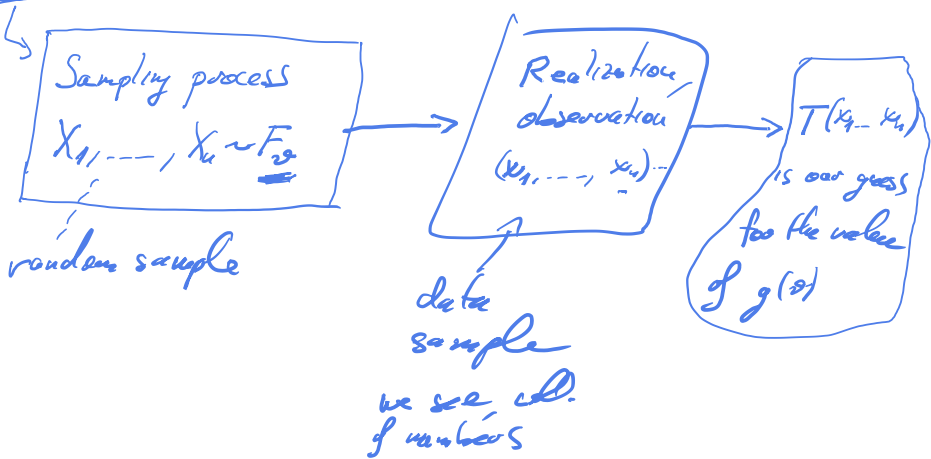 Sampling process
X₁, ..., Xₙ ~ F_ϑ
random sample
Realization
observation
(x₁, ..., xₙ) ...
data
sample
we see coll.
of numbers
T(x₁... xₙ)
is our guess
for the value
of g(ϑ)